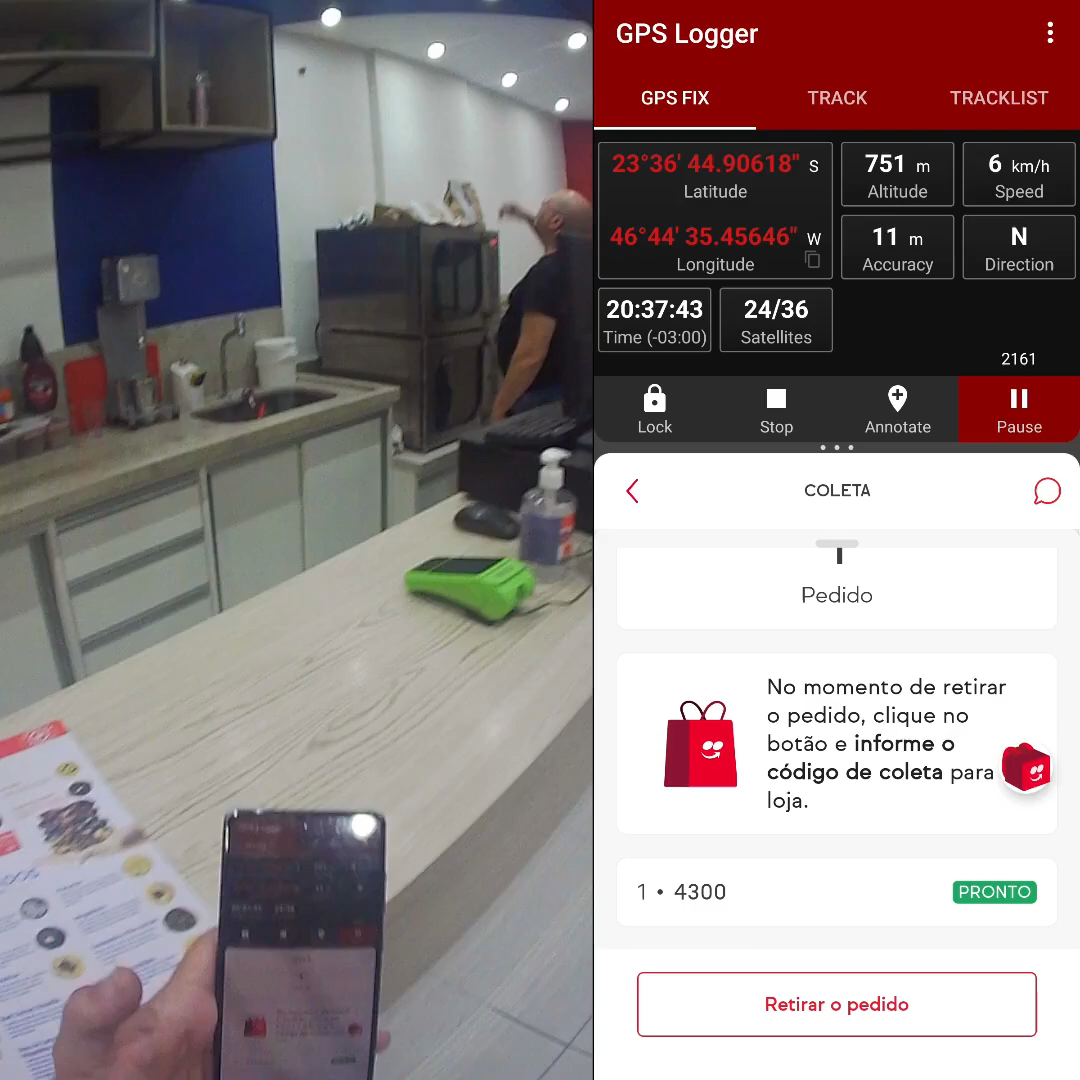 GPS Logger
GPS FIX
TRACK
TRACKLIST
23°36' 44.90618" S
Latitude
46°44' 35.45646" W
Longitude
751 m
Altitude
6 km/h
Speed
11 m
Accuracy
N
Direction
20:37:43
Time (-03:00)
24/36
Satellites
2161
Lock
Stop
Annotate
Pause
COLETA
Pedido
No momento de retirar
o pedido, clique no
botão e informe o
código de coleta para
loja.
1 • 4300
PRONTO
Retirar o pedido